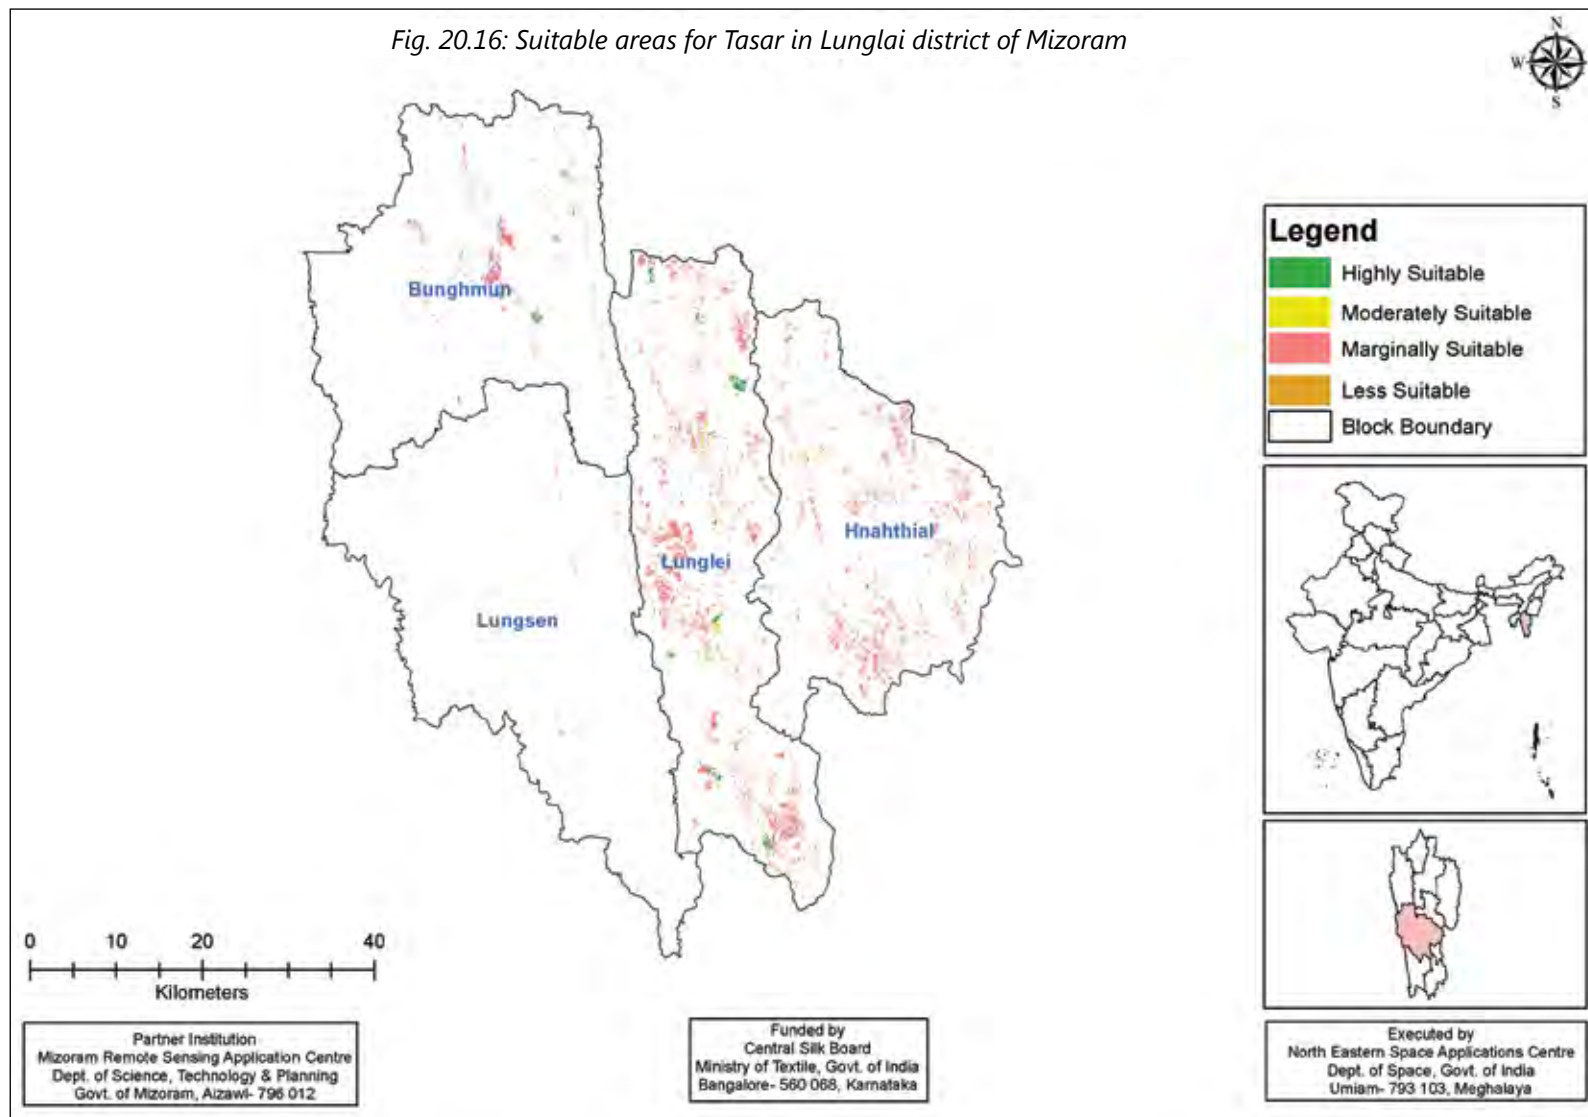 Fig. 20.16: Suitable areas for Tasar in Lunglai district of Mizoram
N
W
S
Legend
Highly Suitable
Moderately Suitable
Marginally Suitable
Less Suitable
Block Boundary
Bunghmun
Hnahthial
Lunglei
Lungsen
0 10 20 40
Kilometers
Partner Institution
Mizoram Remote Sensing Application Centre
Dept. of Science, Technology & Planning
Govt. of Mizoram, Aizawl- 796 012
Funded by
Central Silk Board
Ministry of Textile, Govt. of India
Bangalore- 560 068, Karnataka
Executed by
North Eastern Space Applications Centre
Dept. of Space, Govt. of India
Umiam- 793 103, Meghalaya